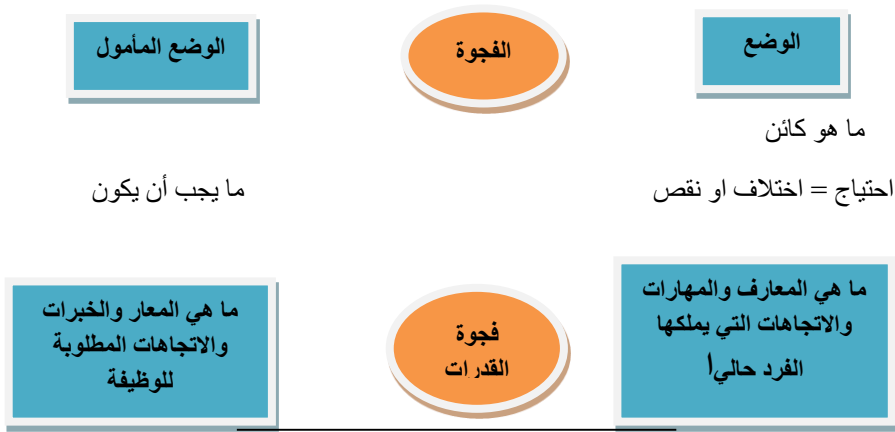 الوضع
الفجوة
الوضع المأمول
ما هو كائن
احتياج = اختلاف او نقص
ما يجب أن يكون
ما هي المعارف والمهارات
والاتجاهات التي يملكها
الفرد حالياً
فجوة
القدرات
ما هي المعار والخبرات
والاتجاهات المطلوبة
للوظيفة